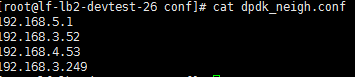 [root@lf-lb2-devtest-26 conf]# cat dpdk_neigh.conf
192.168.5.1
192.168.3.52
192.168.4.53
192.168.3.249